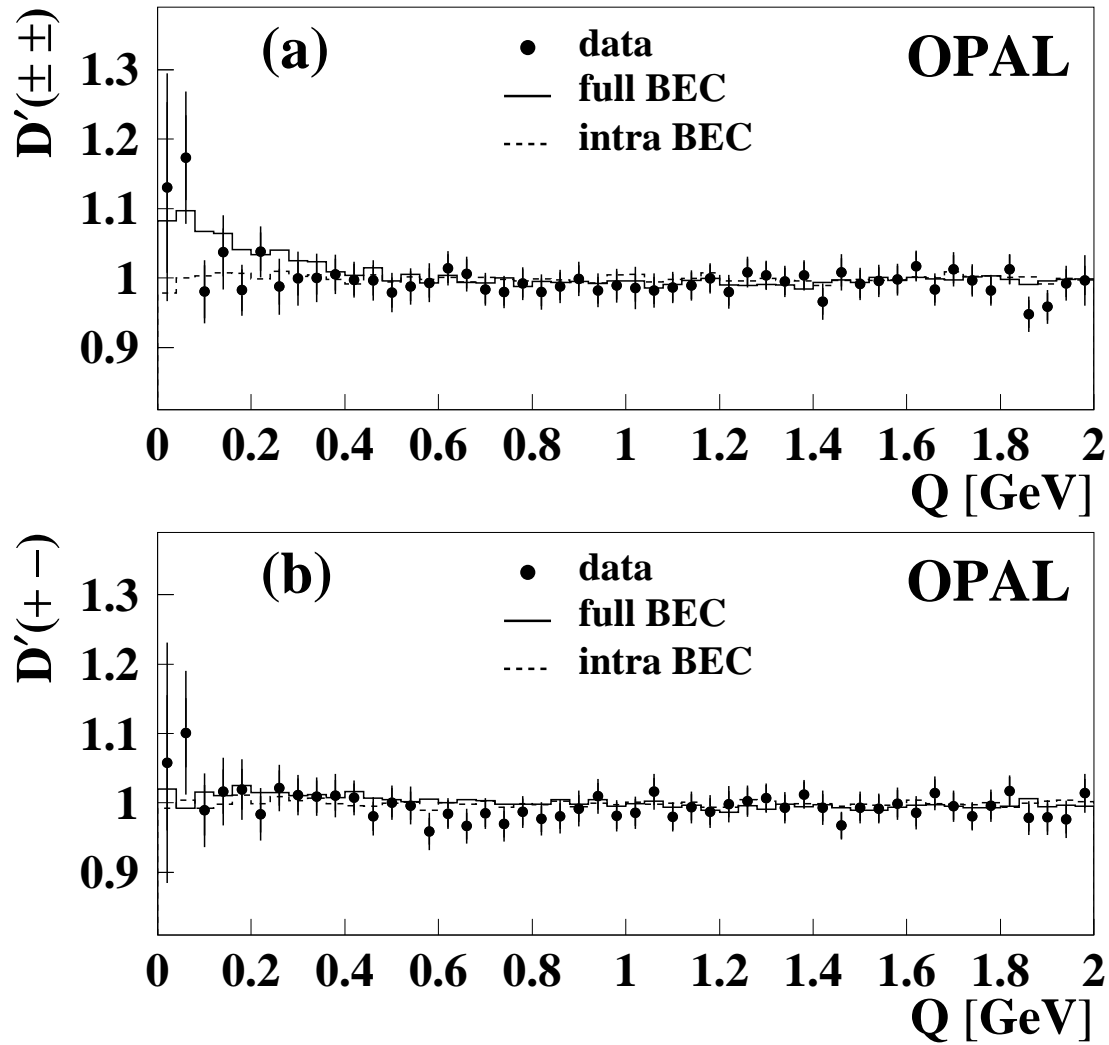 (a)
data
OPAL
full BEC
intra BEC
D′(± ±)
1.3
1.2
1.1
1
0.9
0 0.2 0.4 0.6 0.8 1 1.2 1.4 1.6 1.8 2
Q [GeV]
(b)
data
OPAL
full BEC
intra BEC
D′(+ −)
1.3
1.2
1.1
1
0.9
0 0.2 0.4 0.6 0.8 1 1.2 1.4 1.6 1.8 2
Q [GeV]